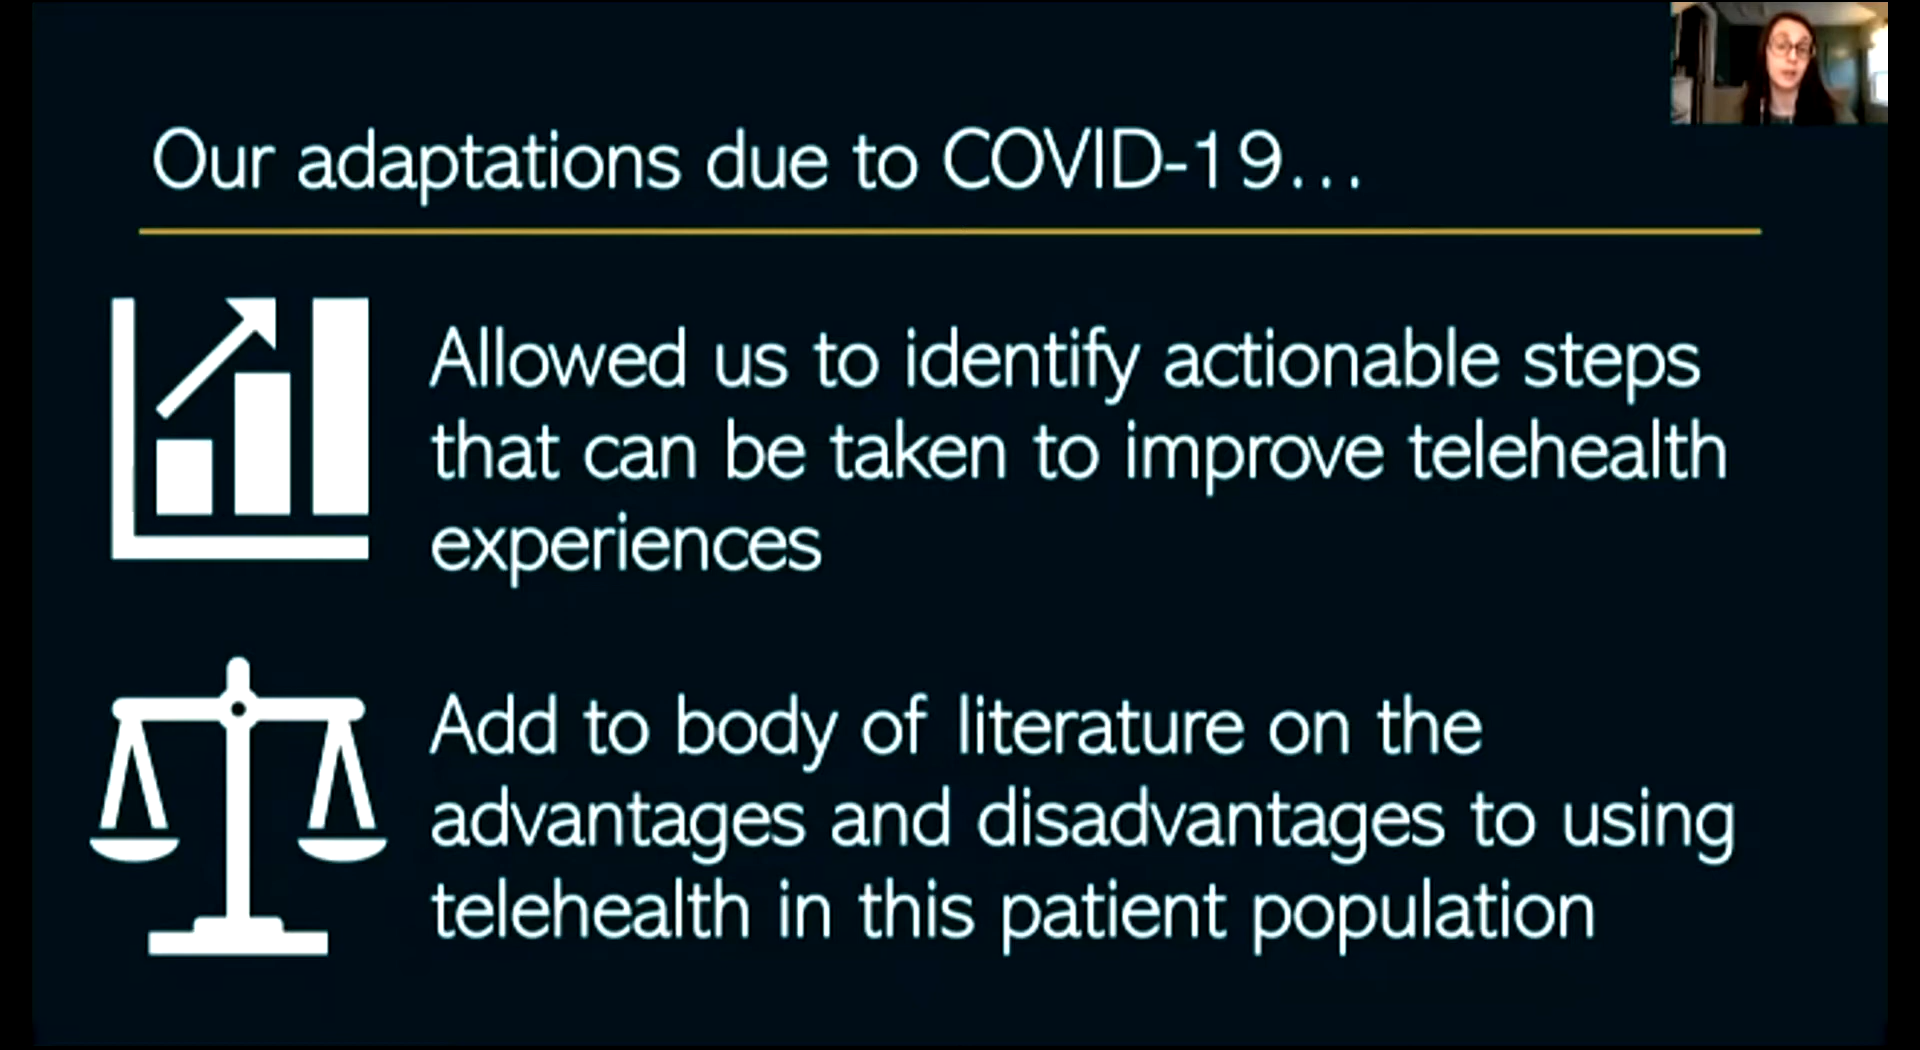 Our adaptations due to COVID-19...
Allowed us to identify actionable steps
that can be taken to improve telehealth
experiences
Add to body of literature on the
advantages and disadvantages to using
telehealth in this patient population